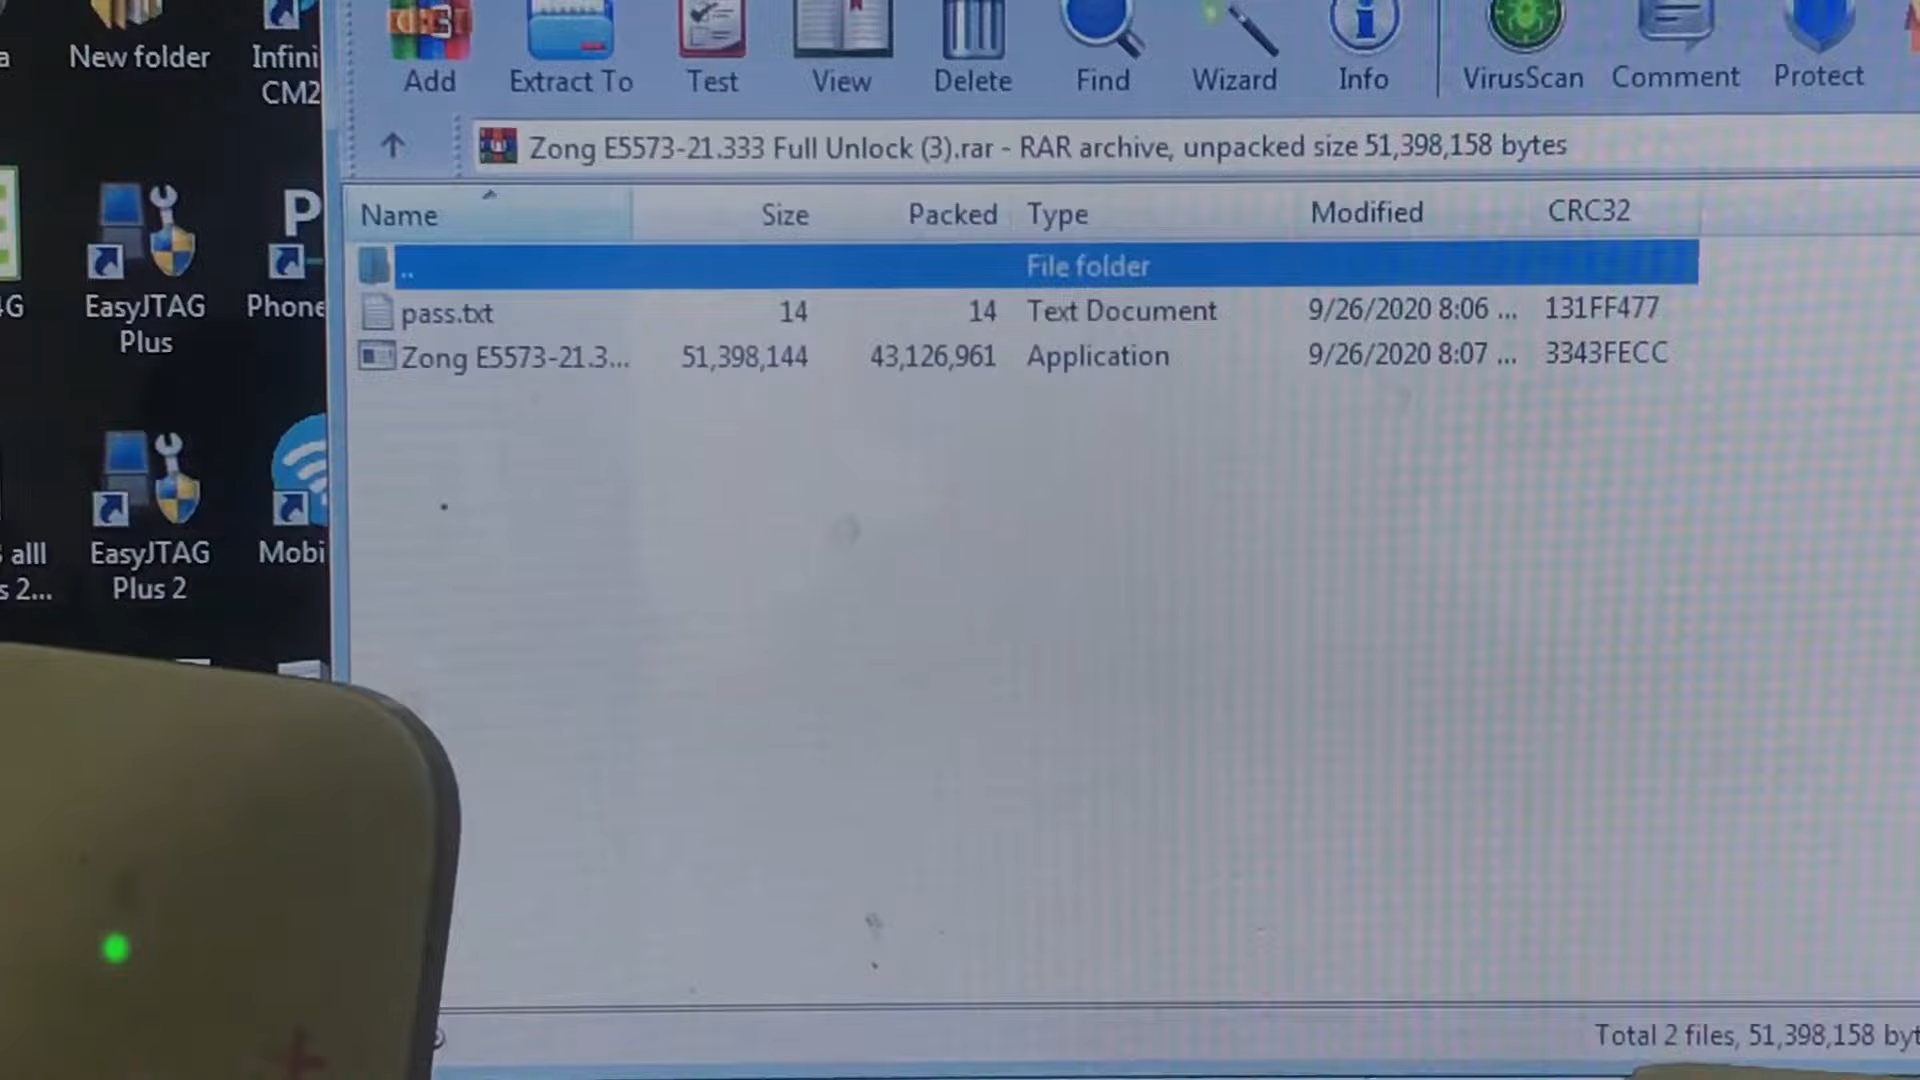 New folder
Infini
CM2
EasyJTAG
Plus
Phone
EasyJTAG
Plus 2
Mobi
alll
s 2...
4G
P
Add Extract To Test View Delete Find Wizard Info VirusScan Comment Protect
Zong E5573-21.333 Full Unlock (3).rar - RAR archive, unpacked size 51,398,158 bytes
Name Size Packed Type Modified CRC32
.. File folder
pass.txt 14 14 Text Document 9/26/2020 8:06 ... 131FF477
Zong E5573-21.3... 51,398,144 43,126,961 Application 9/26/2020 8:07 ... 3343FECC
Total 2 files, 51,398,158 byt